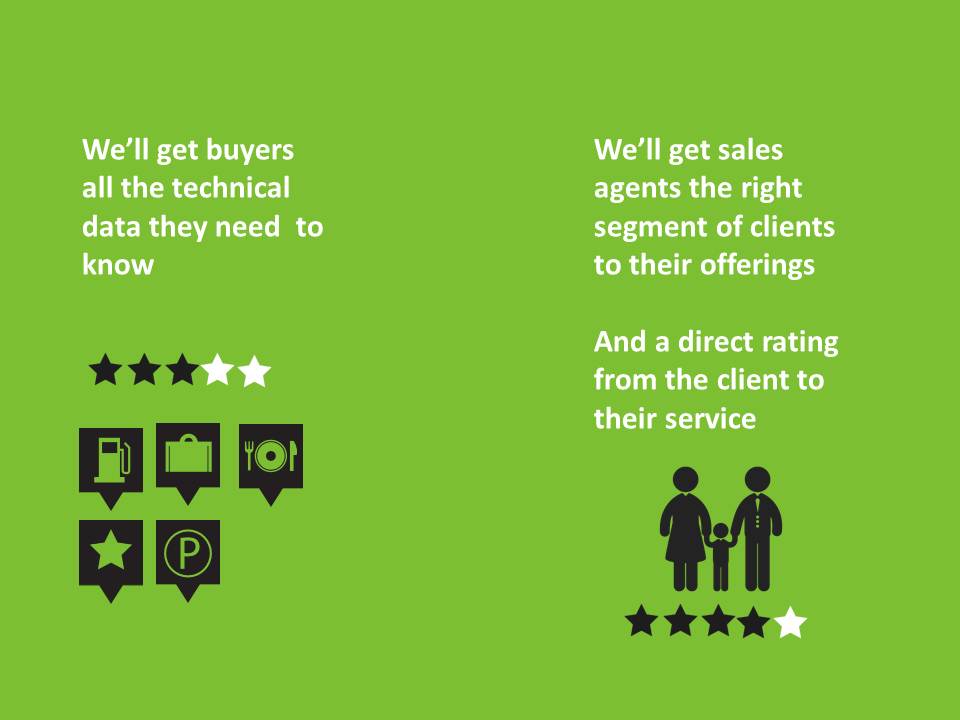 We’ll get buyers
all the technical
data they need  to
know
We’ll get sales
agents the right
segment of clients
to their offerings
And a direct rating
from the client to
their service
P